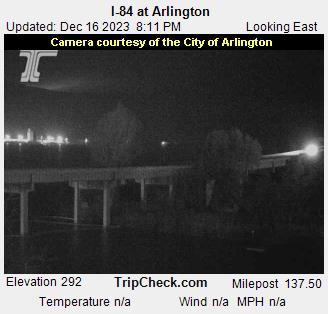 I-84 at Arlington
Updated: Dec 16 2023 8:11 PM Looking East
Camera courtesy of the City of Arlington
Elevation 292 TripCheck.com Milepost 137.50
Temperature n/a Wind n/a MPH n/a